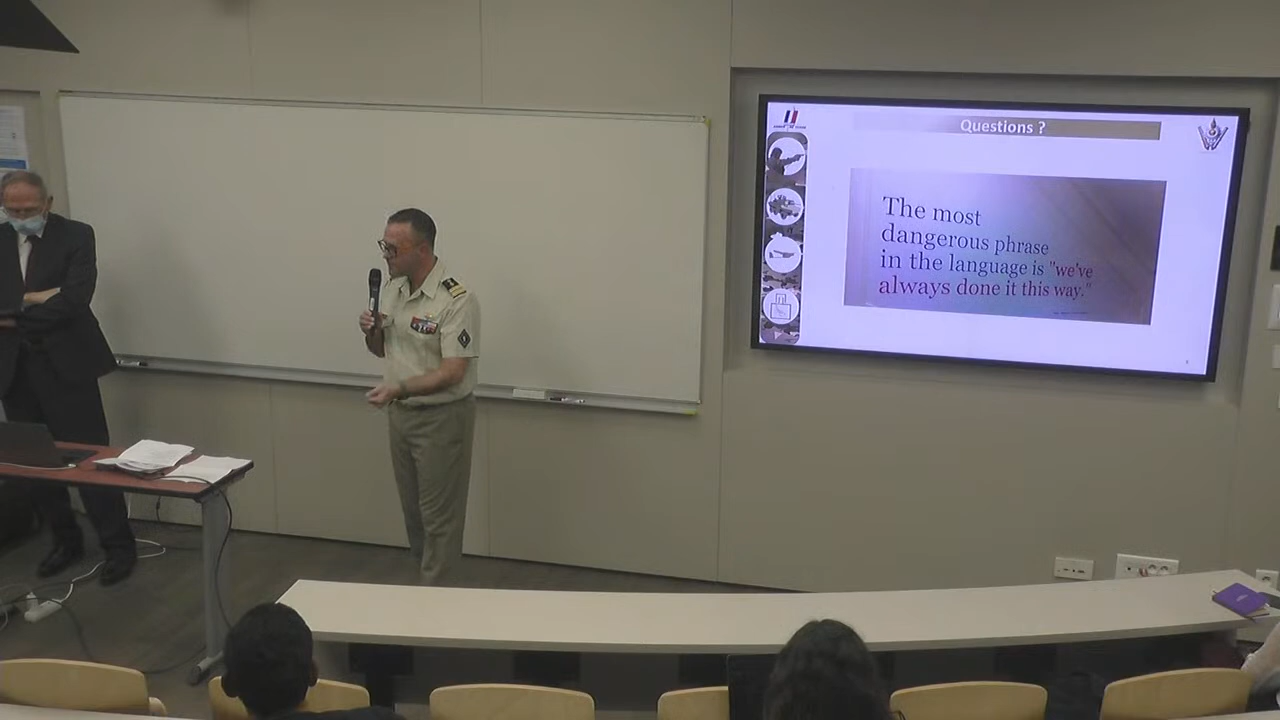 Questions ?
The most
dangerous phrase
in the language is "we've
always done it this way."